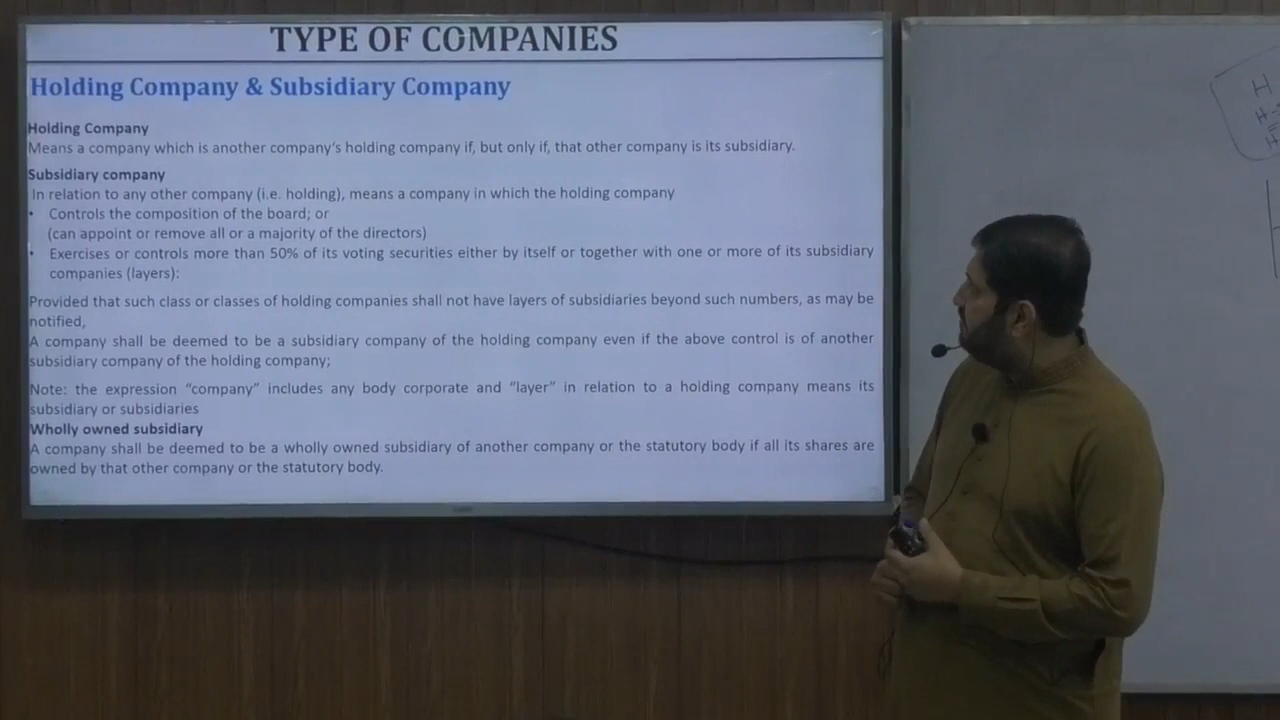 TYPE OF COMPANIES
Holding Company & Subsidiary Company
Holding Company
Means a company which is another company's holding company if, but only if, that other company is its subsidiary.
Subsidiary company
In relation to any other company (i.e. holding), means a company in which the holding company
• Controls the composition of the board; or
(can appoint or remove all or a majority of the directors)
• Exercises or controls more than 50% of its voting securities either by itself or together with one or more of its subsidiary
companies (layers):
Provided that such class or classes of holding companies shall not have layers of subsidiaries beyond such numbers, as may be
notified,
A company shall be deemed to be a subsidiary company of the holding company even if the above control is of another
subsidiary company of the holding company;
Note: the expression “company” includes any body corporate and “layer” in relation to a holding company means its
subsidiary or subsidiaries
Wholly owned subsidiary
A company shall be deemed to be a wholly owned subsidiary of another company or the statutory body if all its shares are
owned by that other company or the statutory body.
H